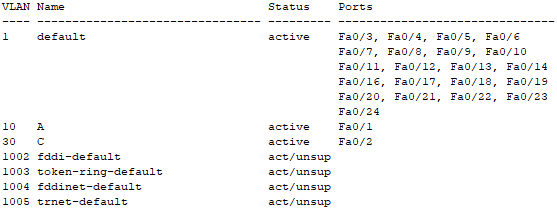 VLAN Name                             Status    Ports
---- -------------------------------- --------- -------------------------------
1    default                          active    Fa0/3, Fa0/4, Fa0/5, Fa0/6
                                                Fa0/7, Fa0/8, Fa0/9, Fa0/10
                                                Fa0/11, Fa0/12, Fa0/13, Fa0/14
                                                Fa0/16, Fa0/17, Fa0/18, Fa0/19
                                                Fa0/20, Fa0/21, Fa0/22, Fa0/23
                                                Fa0/24
10   A                                active    Fa0/1
30   C                                active    Fa0/2
1002 fddi-default                     act/unsup
1003 token-ring-default               act/unsup
1004 fddinet-default                  act/unsup
1005 trnet-default                    act/unsup